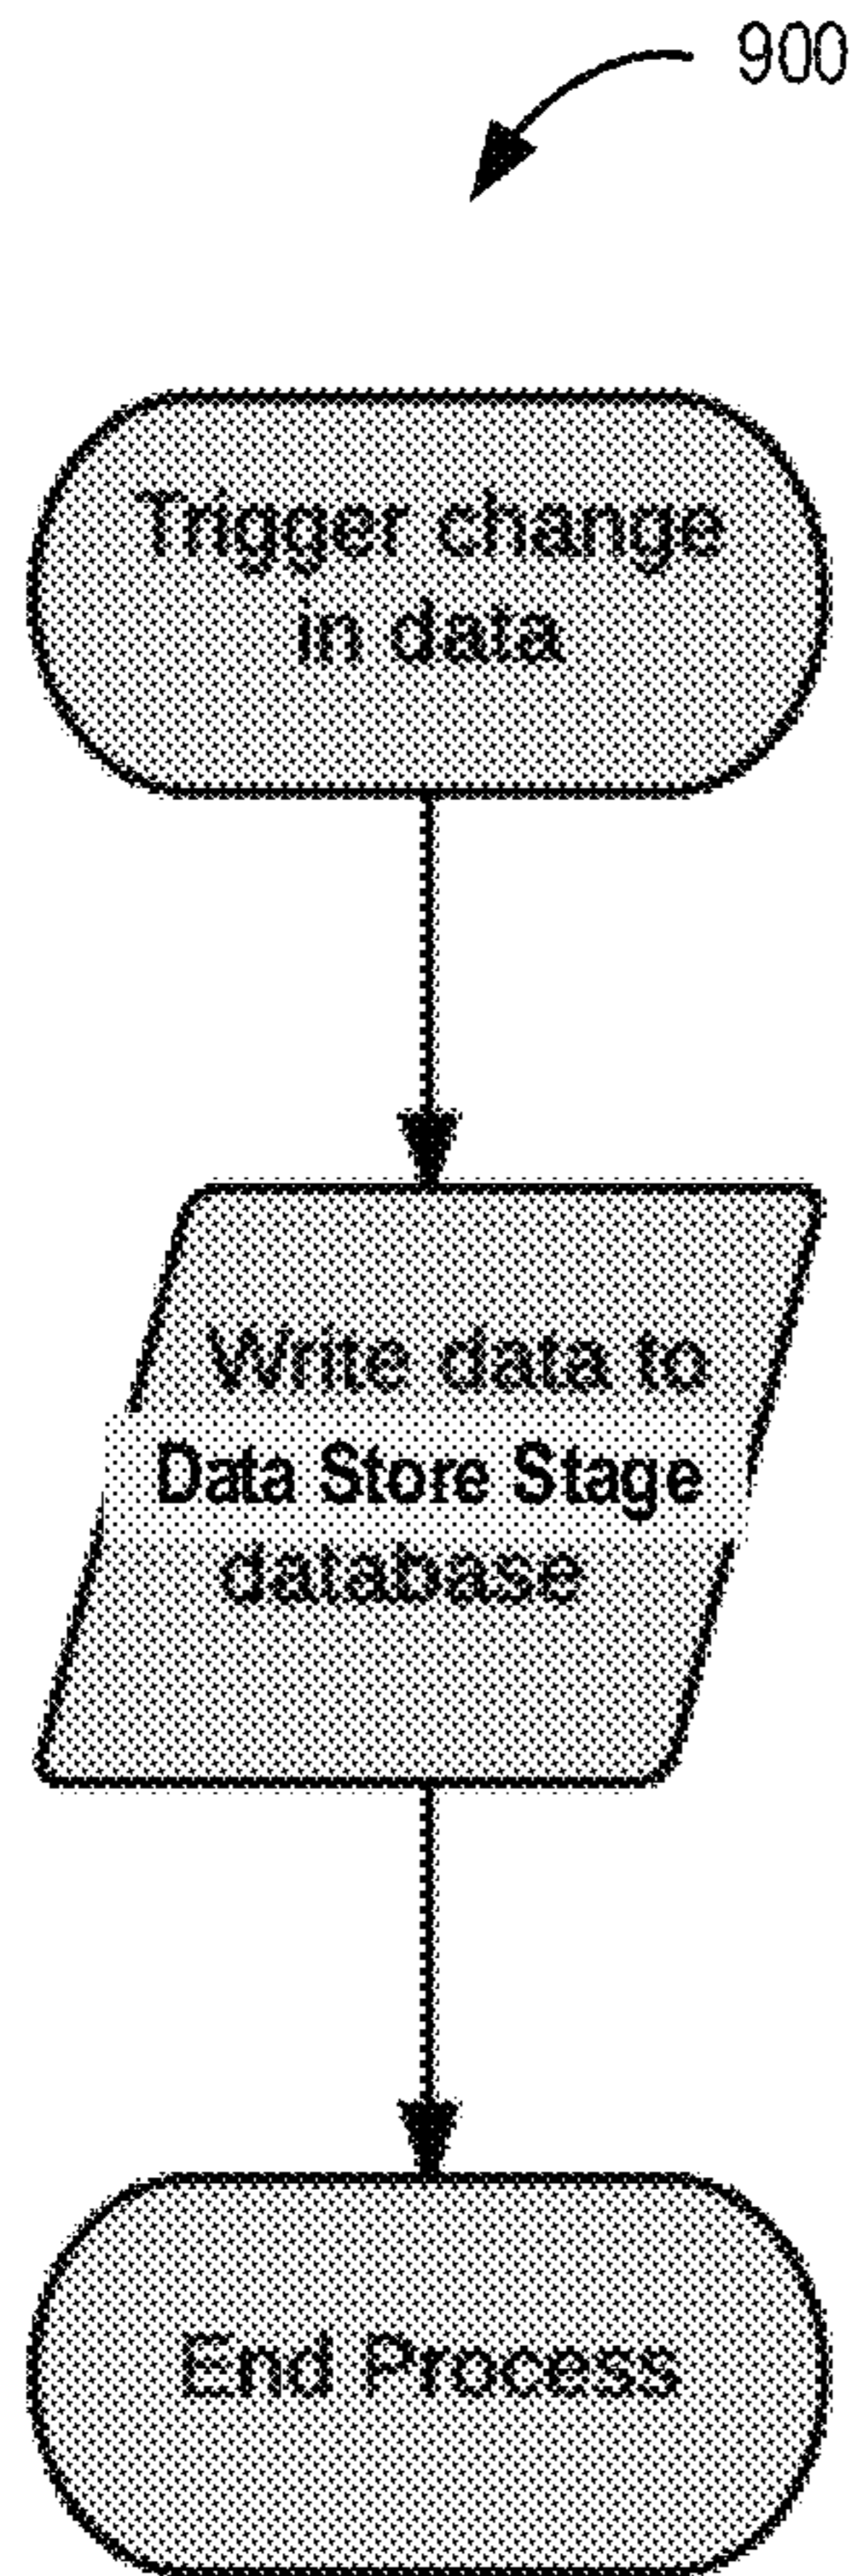 900
Trigger change
in data
Write data to
Data Store Stage
database
End Process